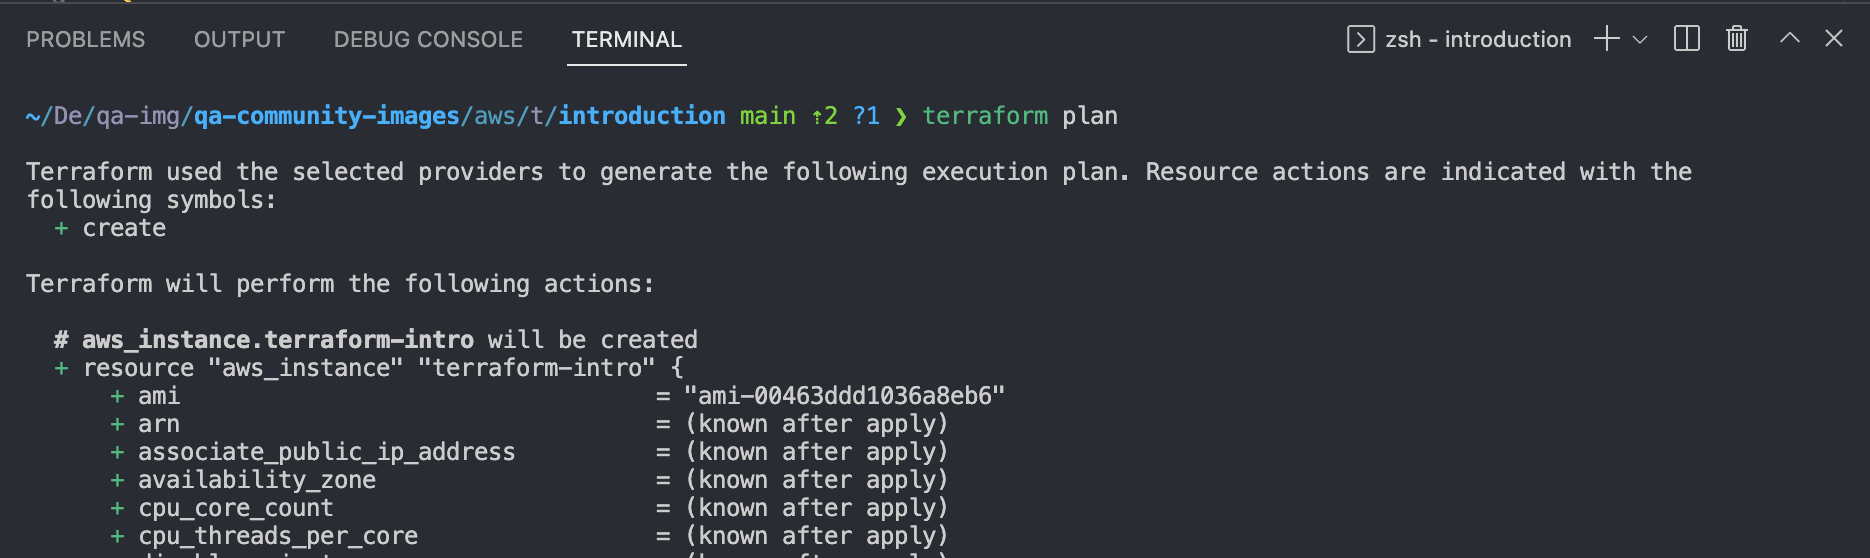 PROBLEMS OUTPUT DEBUG CONSOLE TERMINAL zsh - introduction
~/De/qa-img/qa-community-images/aws/t/introduction main ⇡2 ?1 ❯ terraform plan
Terraform used the selected providers to generate the following execution plan. Resource actions are indicated with the
following symbols:
+ create
Terraform will perform the following actions:
# aws_instance.terraform-intro will be created
+ resource "aws_instance" "terraform-intro" {
+ ami = "ami-00463ddd1036a8eb6"
+ arn = (known after apply)
+ associate_public_ip_address = (known after apply)
+ availability_zone = (known after apply)
+ cpu_core_count = (known after apply)
+ cpu_threads_per_core = (known after apply)